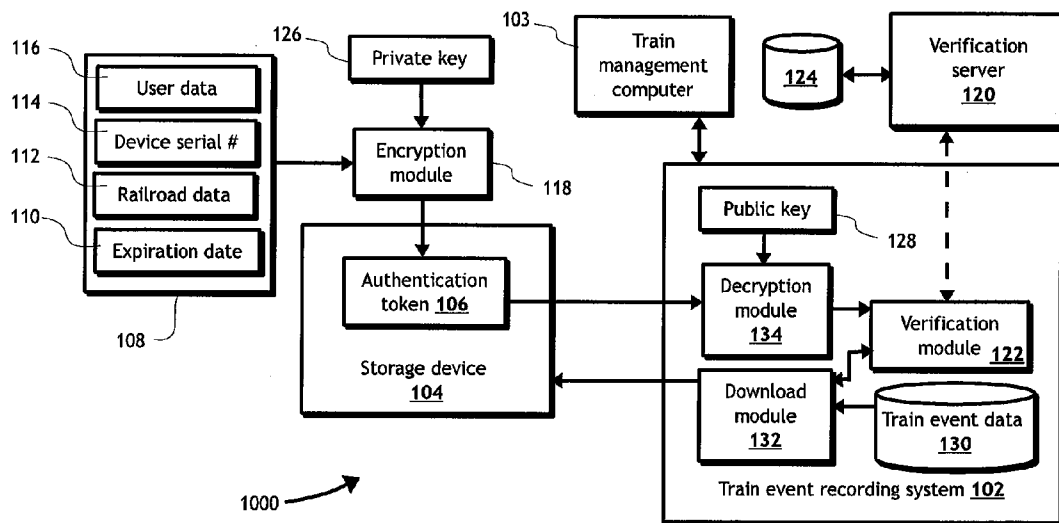 116
User data
114
Device serial #
112
Railroad data
110
Expiration date
108
126
Private key
Encryption
module
118
Authentication
token 106
Storage device
104
1000
103
Train
management
computer
124
Verification
server
120
Public key
128
Decryption
module
134
Verification
module 122
Download
module
132
Train event data
130
Train event recording system 102